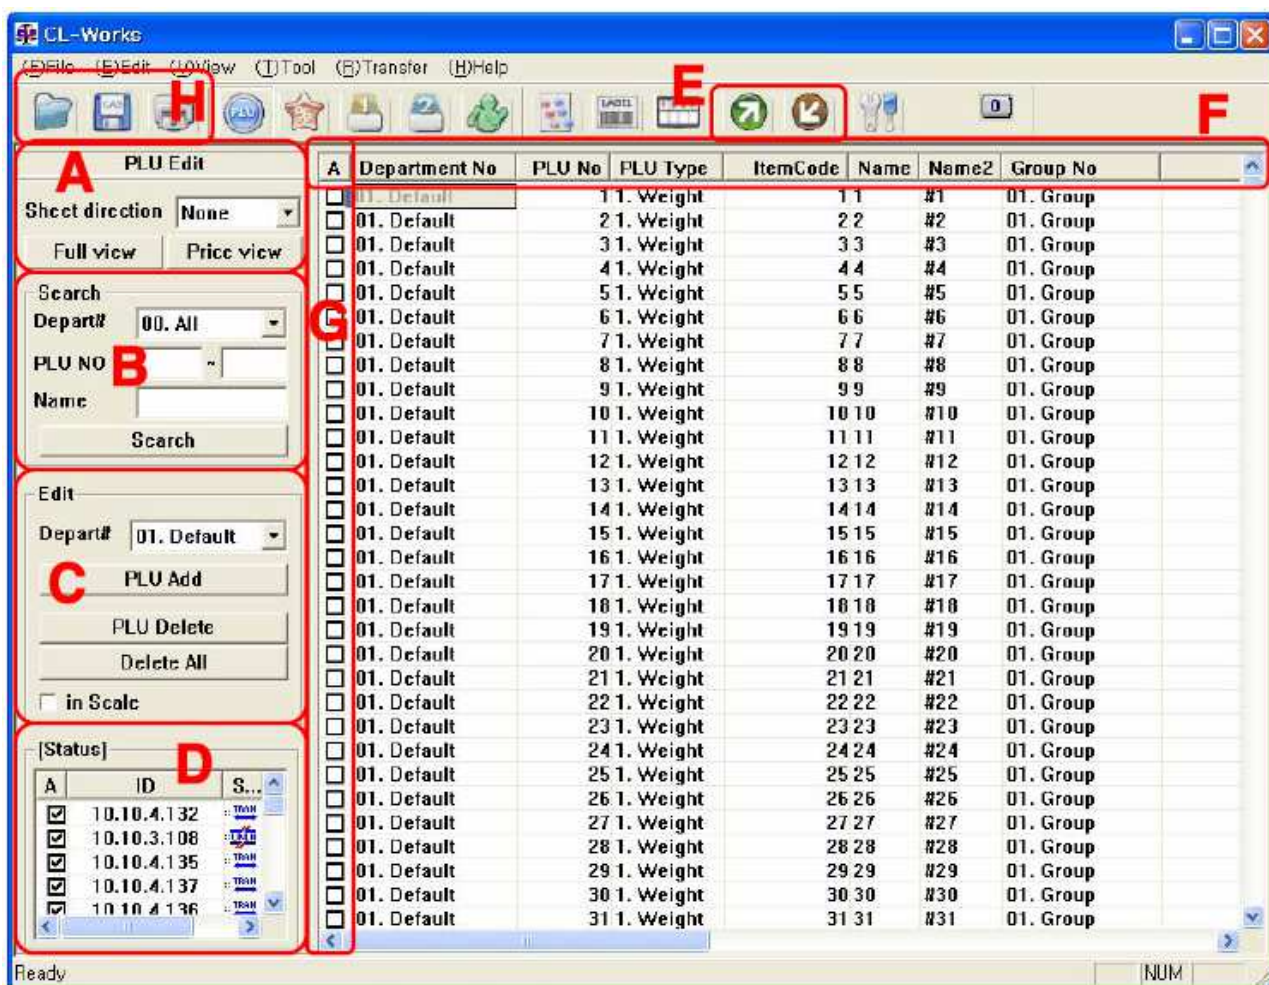 CL-Works
(F)File (E)Edit (V)View (T)Tool (R)Transfer (H)Help
H E F
PLU LABEL 0
A
PLU Edit
Sheet direction None
Full view Price view
B
Search
Depart# 00. All
PLU NO ~
Name
Search
C
Edit
Depart# 01. Default
PLU Add
PLU Delete
Delete All
in Scale
D
[Status]
A ID S...
10.10.4.132 TRAN
10.10.3.108
10.10.4.135 TRAN
10.10.4.137 TRAN
10.10.4.136 TRAN
G
A Department No PLU No PLU Type ItemCode Name Name2 Group No
01. Default 1 1. Weight 1 1 #1 01. Group
01. Default 2 1. Weight 2 2 #2 01. Group
01. Default 3 1. Weight 3 3 #3 01. Group
01. Default 4 1. Weight 4 4 #4 01. Group
01. Default 5 1. Weight 5 5 #5 01. Group
01. Default 6 1. Weight 6 6 #6 01. Group
01. Default 7 1. Weight 7 7 #7 01. Group
01. Default 8 1. Weight 8 8 #8 01. Group
01. Default 9 1. Weight 9 9 #9 01. Group
01. Default 10 1. Weight 10 10 #10 01. Group
01. Default 11 1. Weight 11 11 #11 01. Group
01. Default 12 1. Weight 12 12 #12 01. Group
01. Default 13 1. Weight 13 13 #13 01. Group
01. Default 14 1. Weight 14 14 #14 01. Group
01. Default 15 1. Weight 15 15 #15 01. Group
01. Default 16 1. Weight 16 16 #16 01. Group
01. Default 17 1. Weight 17 17 #17 01. Group
01. Default 18 1. Weight 18 18 #18 01. Group
01. Default 19 1. Weight 19 19 #19 01. Group
01. Default 20 1. Weight 20 20 #20 01. Group
01. Default 21 1. Weight 21 21 #21 01. Group
01. Default 22 1. Weight 22 22 #22 01. Group
01. Default 23 1. Weight 23 23 #23 01. Group
01. Default 24 1. Weight 24 24 #24 01. Group
01. Default 25 1. Weight 25 25 #25 01. Group
01. Default 26 1. Weight 26 26 #26 01. Group
01. Default 27 1. Weight 27 27 #27 01. Group
01. Default 28 1. Weight 28 28 #28 01. Group
01. Default 29 1. Weight 29 29 #29 01. Group
01. Default 30 1. Weight 30 30 #30 01. Group
01. Default 31 1. Weight 31 31 #31 01. Group
Ready NUM